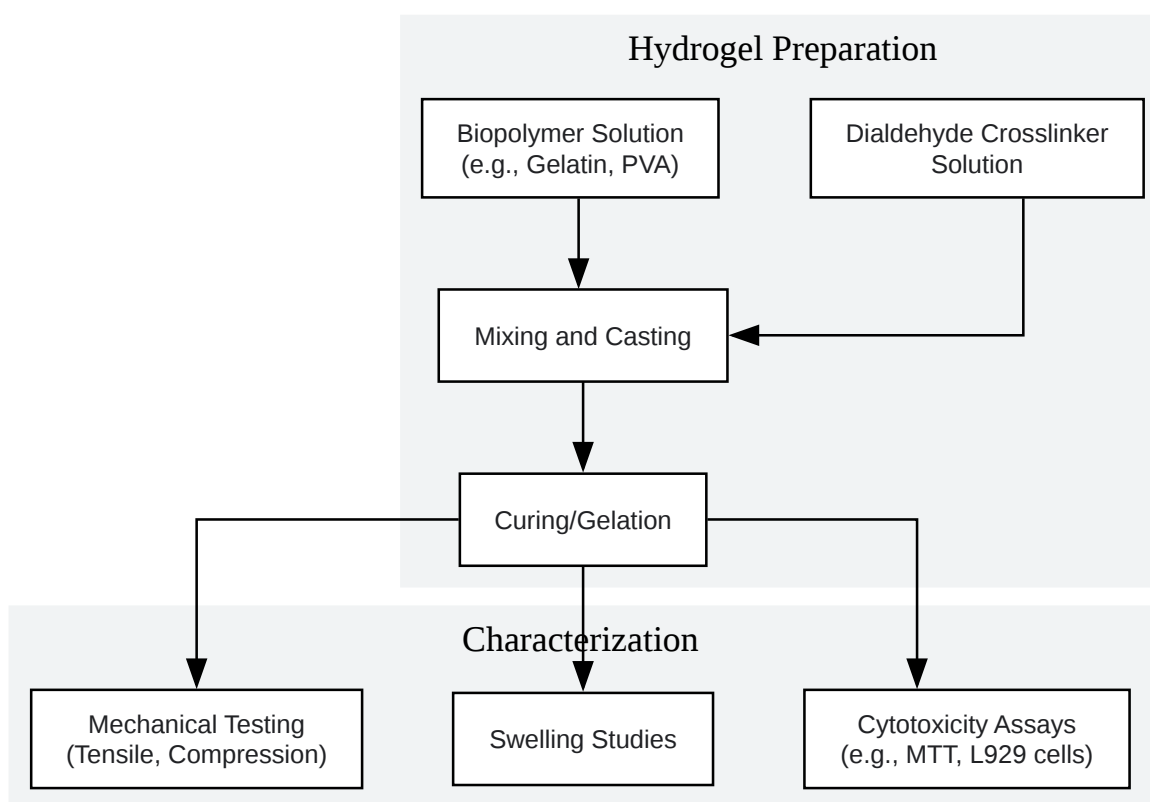 Hydrogel Preparation
Biopolymer Solution
(e.g., Gelatin, PVA)
Dialdehyde Crosslinker
Solution
Mixing and Casting
Curing/Gelation
Characterization
Mechanical Testing
(Tensile, Compression)
Swelling Studies
Cytotoxicity Assays
(e.g., MTT, L929 cells)